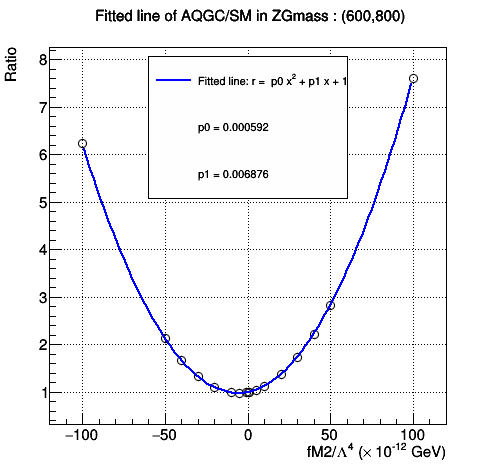 Fitted line of AQGC/SM in ZGmass : (600,800)
Ratio
Fitted line: r = p0 x² + p1 x + 1
p0 = 0.000592
p1 = 0.006876
8
7
6
5
4
3
2
1
−100 −50 0 50 100
fM2/Λ⁴ (× 10⁻¹² GeV)